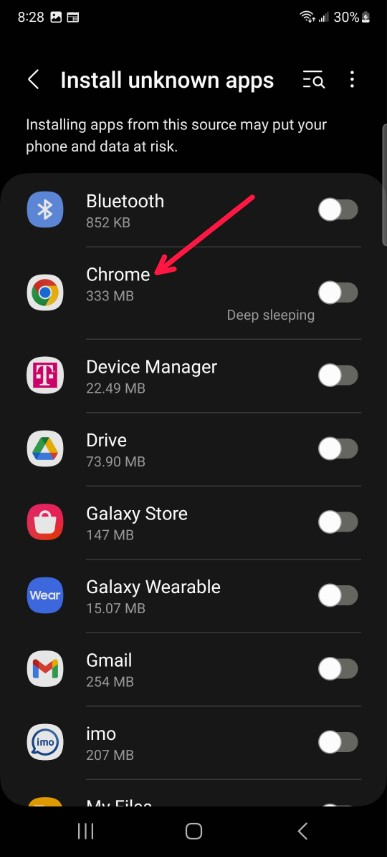 8:28
30%
Install unknown apps
Installing apps from this source may put your
phone and data at risk.
Bluetooth
852 KB
Chrome
333 MB
Deep sleeping
T
Device Manager
22.49 MB
Drive
73.90 MB
Galaxy Store
147 MB
Wear
Galaxy Wearable
15.07 MB
Gmail
254 MB
imo
imo
207 MB
My Files